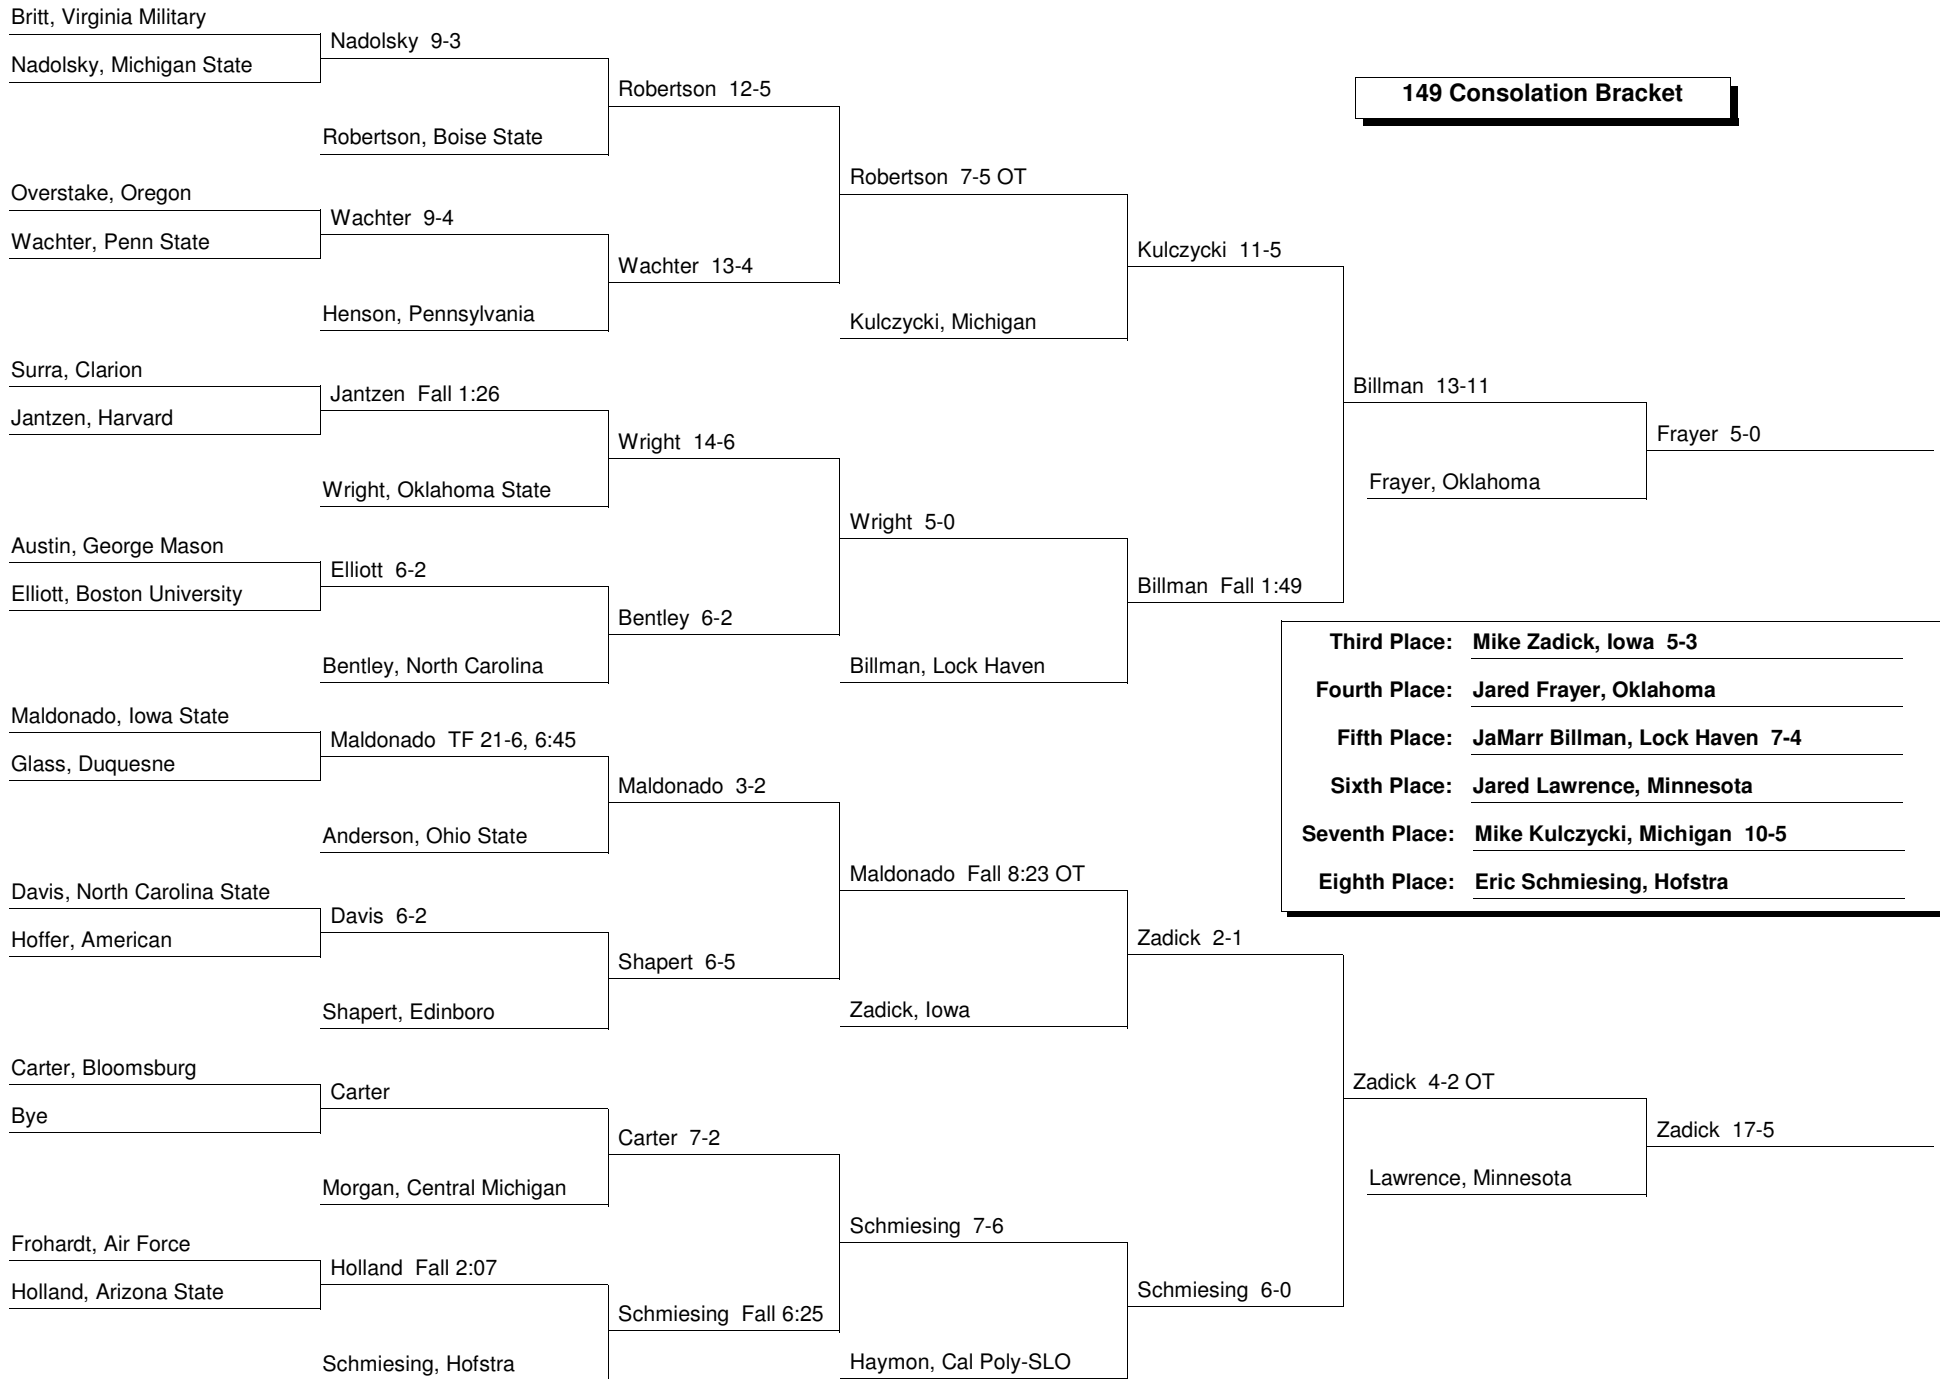 Britt, Virginia Military
Nadolsky, Michigan State
Nadolsky 9-3
Robertson, Boise State
Robertson 12-5
Overstake, Oregon
Wachter, Penn State
Wachter 9-4
Henson, Pennsylvania
Wachter 13-4
Robertson 7-5 OT
Kulczycki, Michigan
Kulczycki 11-5
Surra, Clarion
Jantzen, Harvard
Jantzen Fall 1:26
Wright, Oklahoma State
Wright 14-6
Austin, George Mason
Elliott, Boston University
Elliott 6-2
Bentley, North Carolina
Bentley 6-2
Wright 5-0
Billman, Lock Haven
Billman Fall 1:49
Billman 13-11
Frayer, Oklahoma
Frayer 5-0
149 Consolation Bracket
Maldonado, Iowa State
Glass, Duquesne
Maldonado TF 21-6, 6:45
Anderson, Ohio State
Maldonado 3-2
Davis, North Carolina State
Hoffer, American
Davis 6-2
Shapert, Edinboro
Shapert 6-5
Maldonado Fall 8:23 OT
Zadick, Iowa
Zadick 2-1
Carter, Bloomsburg
Bye
Carter
Morgan, Central Michigan
Carter 7-2
Frohardt, Air Force
Holland, Arizona State
Holland Fall 2:07
Schmiesing, Hofstra
Schmiesing Fall 6:25
Schmiesing 7-6
Haymon, Cal Poly-SLO
Schmiesing 6-0
Zadick 4-2 OT
Lawrence, Minnesota
Zadick 17-5
Third Place: Mike Zadick, Iowa 5-3
Fourth Place: Jared Frayer, Oklahoma
Fifth Place: JaMarr Billman, Lock Haven 7-4
Sixth Place: Jared Lawrence, Minnesota
Seventh Place: Mike Kulczycki, Michigan 10-5
Eighth Place: Eric Schmiesing, Hofstra